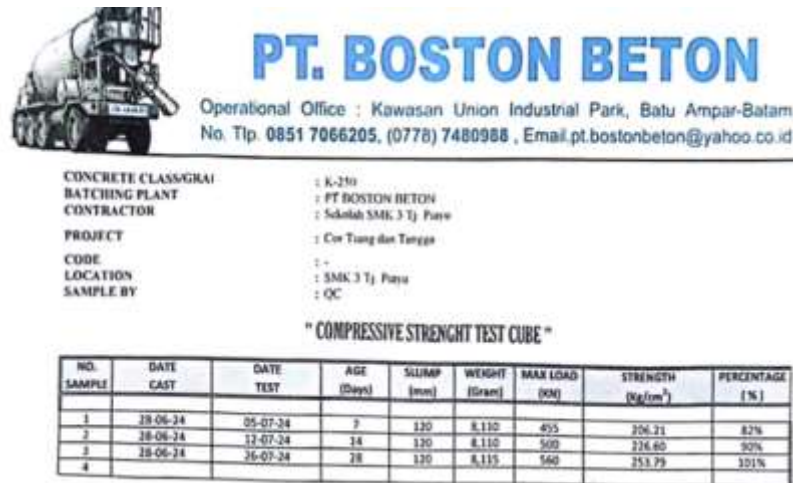 PT. BOSTON BETON
Operational Office : Kawasan Union Industrial Park, Batu Ampar-Batam
No. Tlp. 0851 7066205, (0778) 7480988 , Email.pt.bostonbeton@yahoo.co.id
CONCRETE CLASS/GRAI : K-250
BATCHING PLANT : PT BOSTON BETON
CONTRACTOR : Sekolah SMK 3 Tj
PROJECT : Cor Tiang dan Tangga
CODE : -
LOCATION : SMK 3 Tj
SAMPLE BY : QC
" COMPRESSIVE STRENGHT TEST CUBE "
NO. SAMPLE DATE CAST DATE TEST AGE (Days) SLUMP (mm) WEIGHT (Gram) MAX LOAD (KN) STRENGTH (Kg/cm²) PERCENTAGE (%)
1 28-06-24 05-07-24 7 120 8,110 455 206.21 82%
2 28-06-24 12-07-24 14 120 8,110 500 226.60 90%
3 28-06-24 26-07-24 28 120 8,115 560 253.79 101%
4